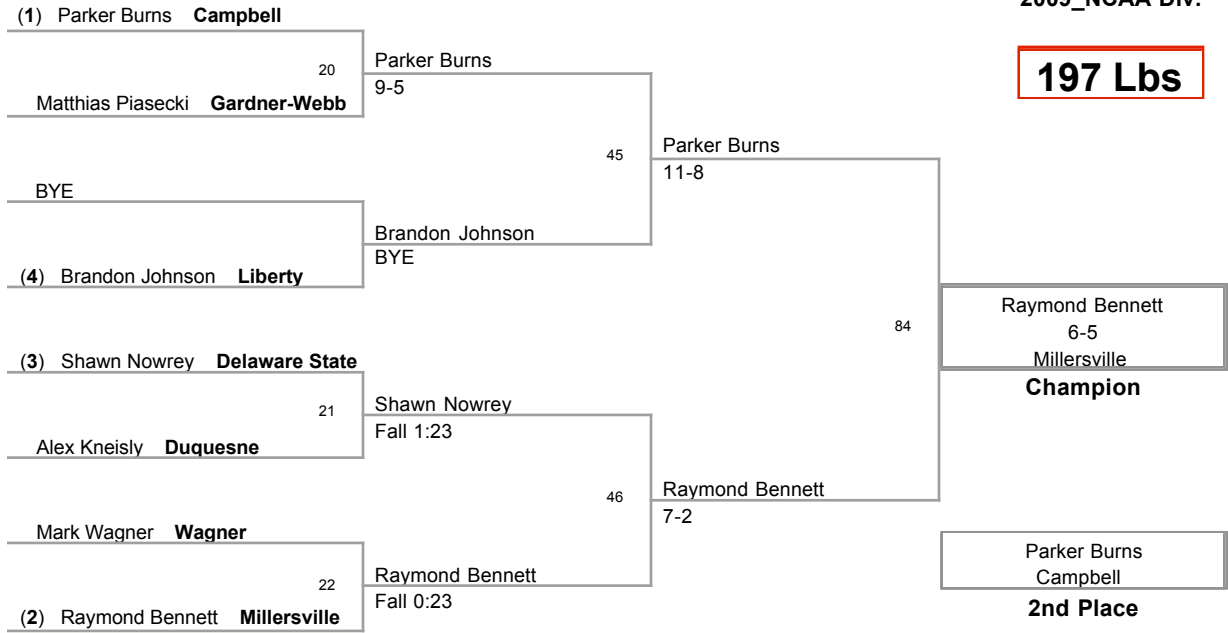 2009_NCAA Div.
197 Lbs
(1) Parker Burns Campbell
20
Parker Burns
9-5
Matthias Piasecki Gardner-Webb
45
Parker Burns
11-8
BYE
Brandon Johnson
BYE
(4) Brandon Johnson Liberty
84
Raymond Bennett
6-5
Millersville
Champion
(3) Shawn Nowrey Delaware State
21
Shawn Nowrey
Fall 1:23
Alex Kneisly Duquesne
46
Raymond Bennett
7-2
Mark Wagner Wagner
22
Raymond Bennett
Fall 0:23
(2) Raymond Bennett Millersville
Parker Burns
Campbell
2nd Place